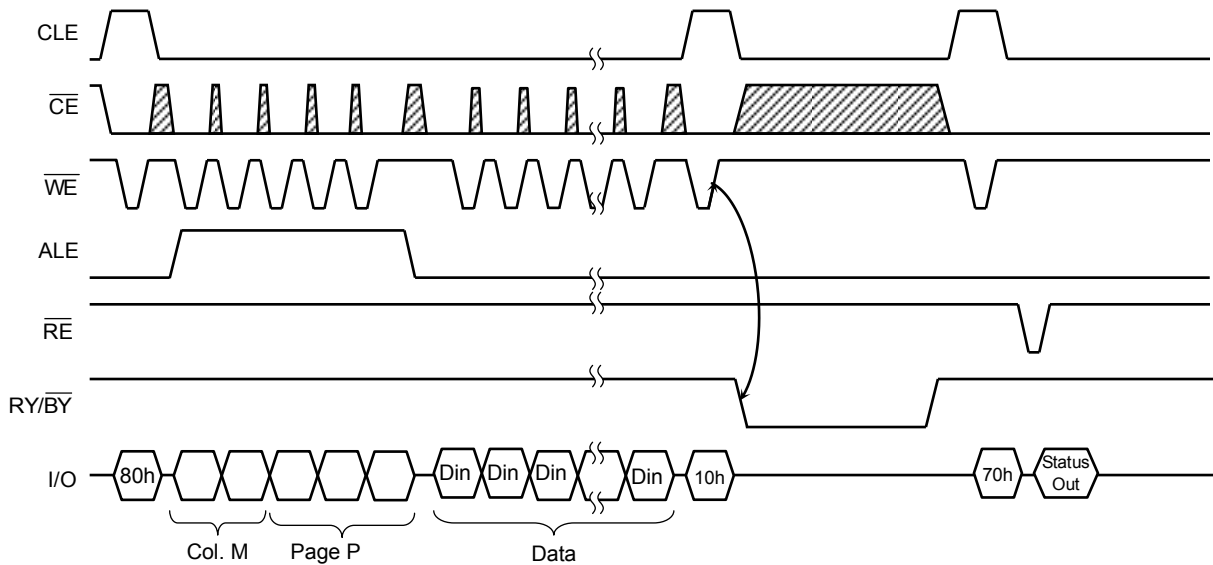 CLE
CE
WE
ALE
RE
RY/BY
I/O
80h
Din Din Din Din
10h
70h
Status
Out
Col. M
Page P
Data